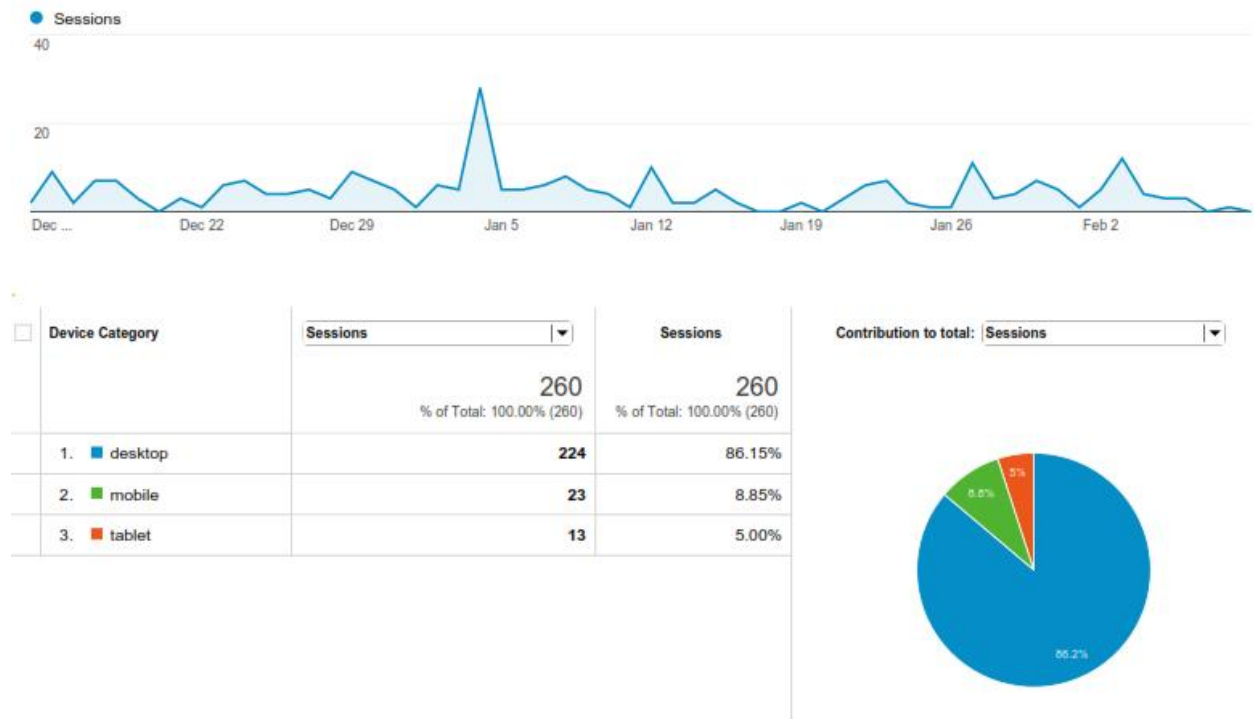 Sessions
40
20
Dec ... Dec 22 Dec 29 Jan 5 Jan 12 Jan 19 Jan 26 Feb 2
Device Category Sessions Sessions Contribution to total: Sessions
260 260
% of Total: 100.00% (260) % of Total: 100.00% (260)
1. desktop 224 86.15%
2. mobile 23 8.85%
3. tablet 13 5.00%
5%
8.8%
86.2%